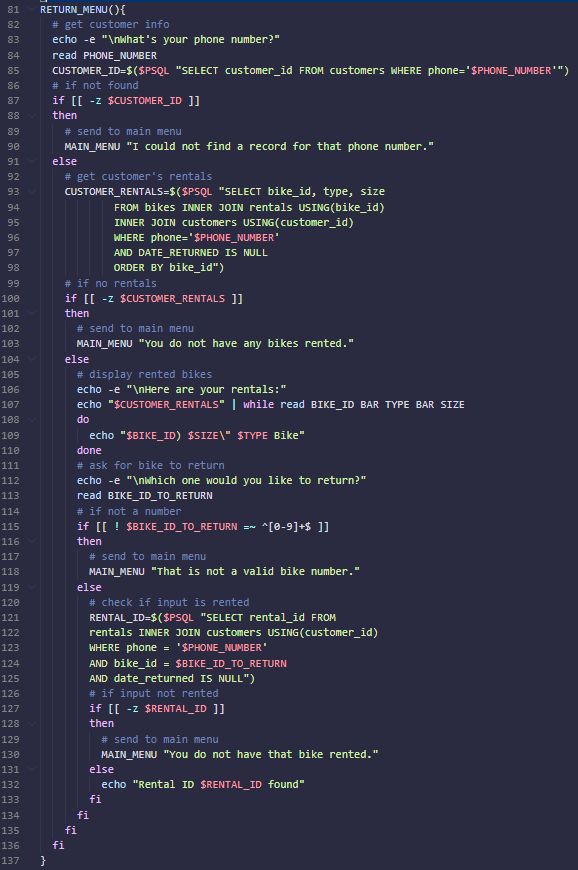 81 RETURN_MENU(){
82 # get customer info
83 echo -e "\nWhat's your phone number?"
84 read PHONE_NUMBER
85 CUSTOMER_ID=$($PSQL "SELECT customer_id FROM customers WHERE phone='$PHONE_NUMBER'")
86 # if not found
87 if [[ -z $CUSTOMER_ID ]]
88 then
89 # send to main menu
90 MAIN_MENU "I could not find a record for that phone number."
91 else
92 # get customer's rentals
93 CUSTOMER_RENTALS=$($PSQL "SELECT bike_id, type, size
94 FROM bikes INNER JOIN rentals USING(bike_id)
95 INNER JOIN customers USING(customer_id)
96 WHERE phone='$PHONE_NUMBER'
97 AND DATE_RETURNED IS NULL
98 ORDER BY bike_id")
99 # if no rentals
100 if [[ -z $CUSTOMER_RENTALS ]]
101 then
102 # send to main menu
103 MAIN_MENU "You do not have any bikes rented."
104 else
105 # display rented bikes
106 echo -e "\nHere are your rentals:"
107 echo "$CUSTOMER_RENTALS" | while read BIKE_ID BAR TYPE BAR SIZE
108 do
109 echo "$BIKE_ID) $SIZE\" $TYPE Bike"
110 done
111 # ask for bike to return
112 echo -e "\nWhich one would you like to return?"
113 read BIKE_ID_TO_RETURN
114 # if not a number
115 if [[ ! $BIKE_ID_TO_RETURN =~ ^[0-9]+$ ]]
116 then
117 # send to main menu
118 MAIN_MENU "That is not a valid bike number."
119 else
120 # check if input is rented
121 RENTAL_ID=$($PSQL "SELECT rental_id FROM
122 rentals INNER JOIN customers USING(customer_id)
123 WHERE phone = '$PHONE_NUMBER'
124 AND bike_id = $BIKE_ID_TO_RETURN
125 AND date_returned IS NULL")
126 # if input not rented
127 if [[ -z $RENTAL_ID ]]
128 then
129 # send to main menu
130 MAIN_MENU "You do not have that bike rented."
131 else
132 echo "Rental ID $RENTAL_ID found"
133 fi
134 fi
135 fi
136 fi
137 }